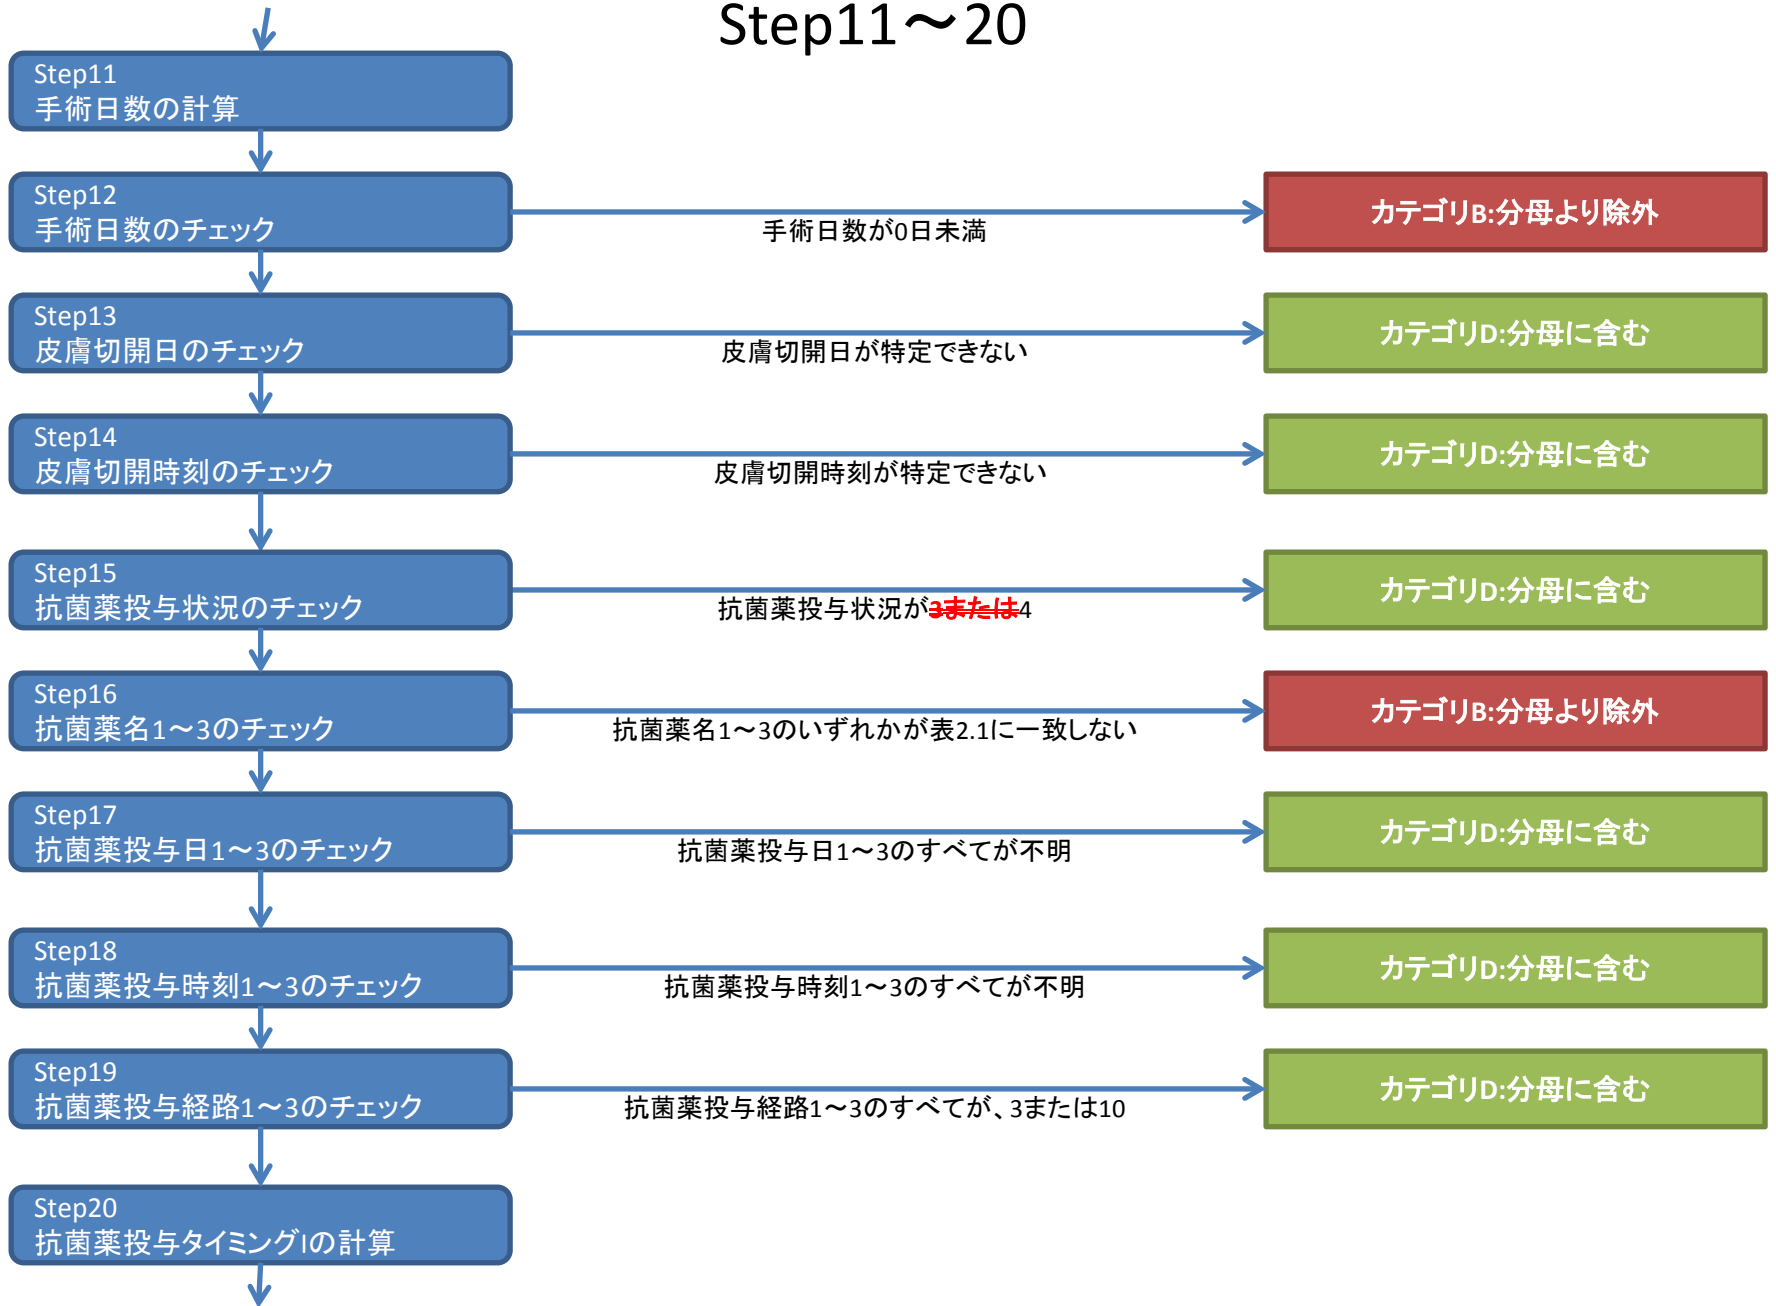 Step11～20
Step11
手術日数の計算
Step12
手術日数のチェック
手術日数が0日未満
カテゴリB:分母より除外
Step13
皮膚切開日のチェック
皮膚切開日が特定できない
カテゴリD:分母に含む
Step14
皮膚切開時刻のチェック
皮膚切開時刻が特定できない
カテゴリD:分母に含む
Step15
抗菌薬投与状況のチェック
抗菌薬投与状況が3または4
カテゴリD:分母に含む
Step16
抗菌薬名1～3のチェック
抗菌薬名1～3のいずれかが表2.1に一致しない
カテゴリB:分母より除外
Step17
抗菌薬投与日1～3のチェック
抗菌薬投与日1～3のすべてが不明
カテゴリD:分母に含む
Step18
抗菌薬投与時刻1～3のチェック
抗菌薬投与時刻1～3のすべてが不明
カテゴリD:分母に含む
Step19
抗菌薬投与経路1～3のチェック
抗菌薬投与経路1～3のすべてが、3または10
カテゴリD:分母に含む
Step20
抗菌薬投与タイミングIの計算